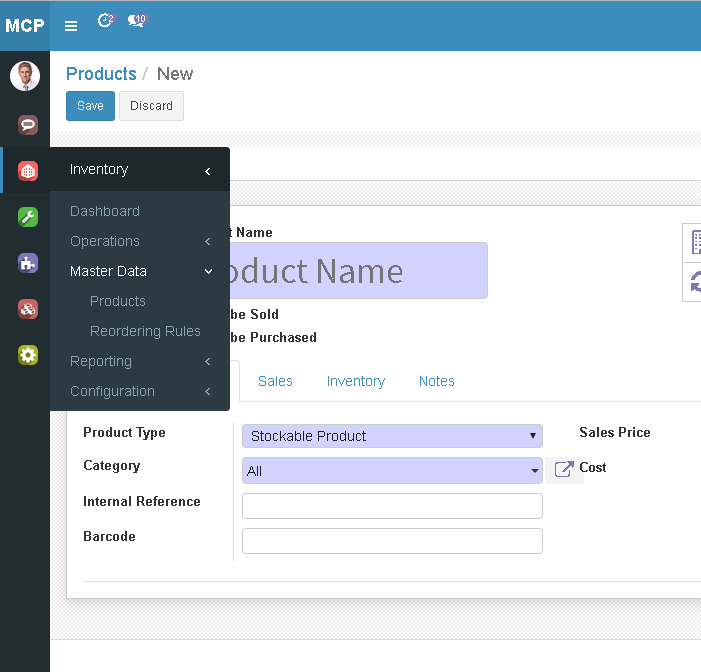 MCP
2
10
Products / New
Save
Discard
Inventory
Dashboard
Operations
Master Data
Products
Reordering Rules
Reporting
Configuration
t Name
oduct Name
be Sold
be Purchased
Sales
Inventory
Notes
Product Type
Stockable Product
Sales Price
Category
All
Cost
Internal Reference
Barcode